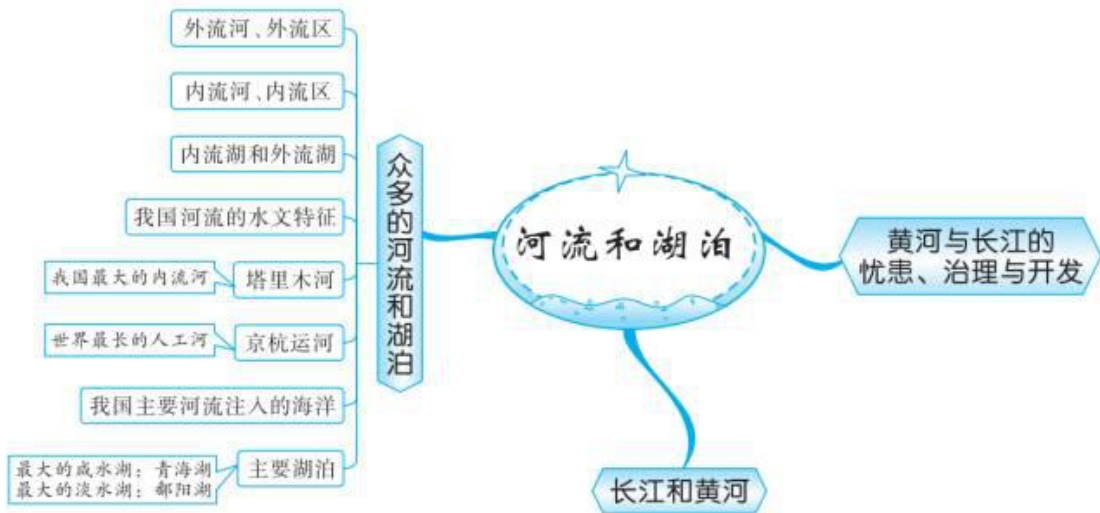 外流河、外流区
内流河、内流区
内流湖和外流湖
我国河流的水文特征
我国最大的内流河
塔里木河
世界最长的人工河
京杭运河
我国主要河流注入的海洋
最大的咸水湖：青海湖
最大的淡水湖：鄱阳湖
主要湖泊
众多的河流和湖泊
河流和湖泊
黄河与长江的
忧患、治理与开发
长江和黄河